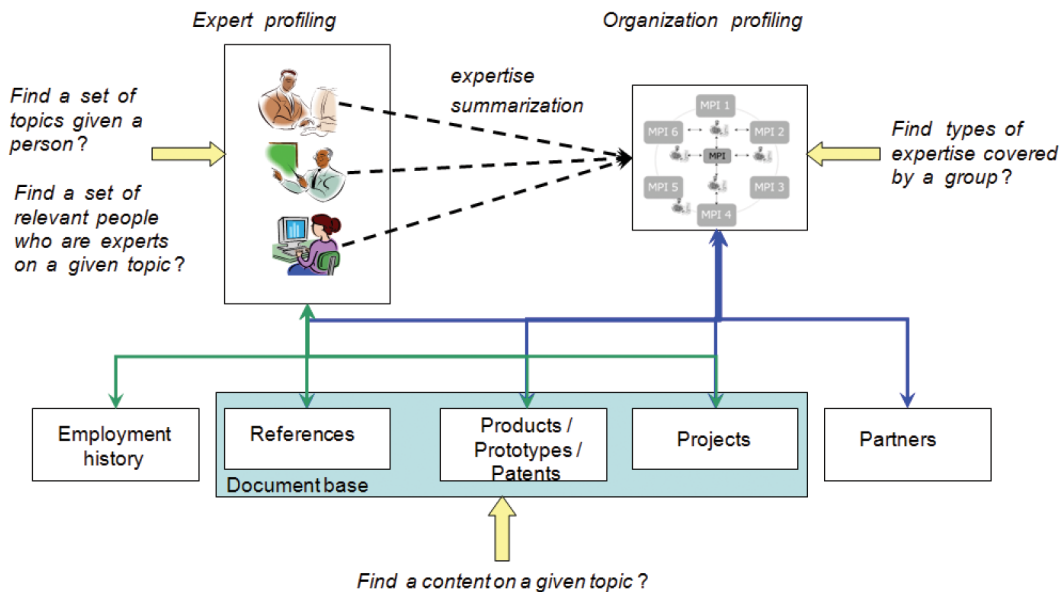 Expert profiling
Organization profiling
Find a set of
topics given a
person?
Find a set of
relevant people
who are experts
on a given topic?
expertise
summarization
MPI 1
MPI 6
MPI 2
MPI
MPI 5
MPI 3
MPI 4
Find types of
expertise covered
by a group?
Employment
history
References
Products /
Prototypes /
Patents
Projects
Partners
Document base
Find a content on a given topic?